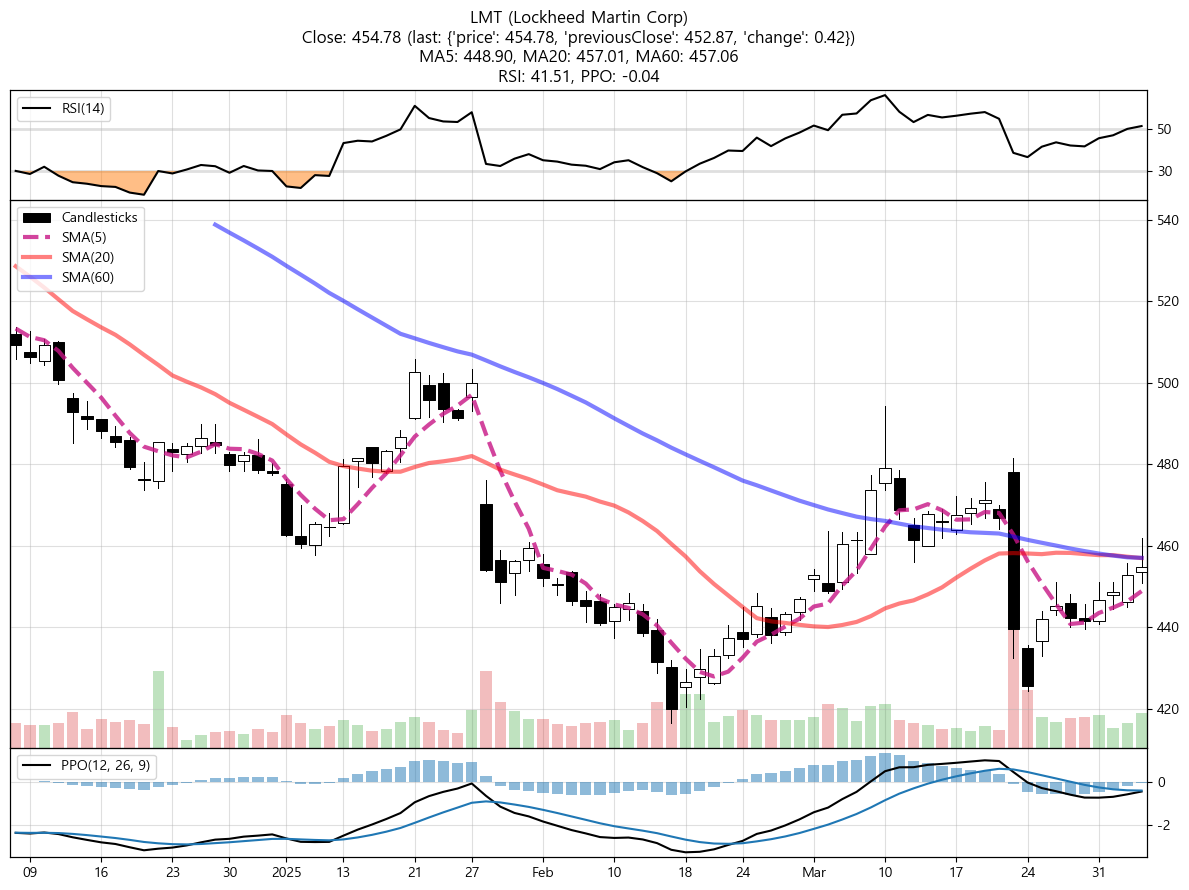 LMT (Lockheed Martin Corp)
Close: 454.78 (last: {'price': 454.78, 'previousClose': 452.87, 'change': 0.42})
MA5: 448.90, MA20: 457.01, MA60: 457.06
RSI: 41.51, PPO: -0.04
RSI(14)
50
30
Candlesticks
SMA(5)
SMA(20)
SMA(60)
540
520
500
480
460
440
420
PPO(12, 26, 9)
0
-2
09 16 23 30 2025 13 21 27 Feb 10 18 24 Mar 10 17 24 31